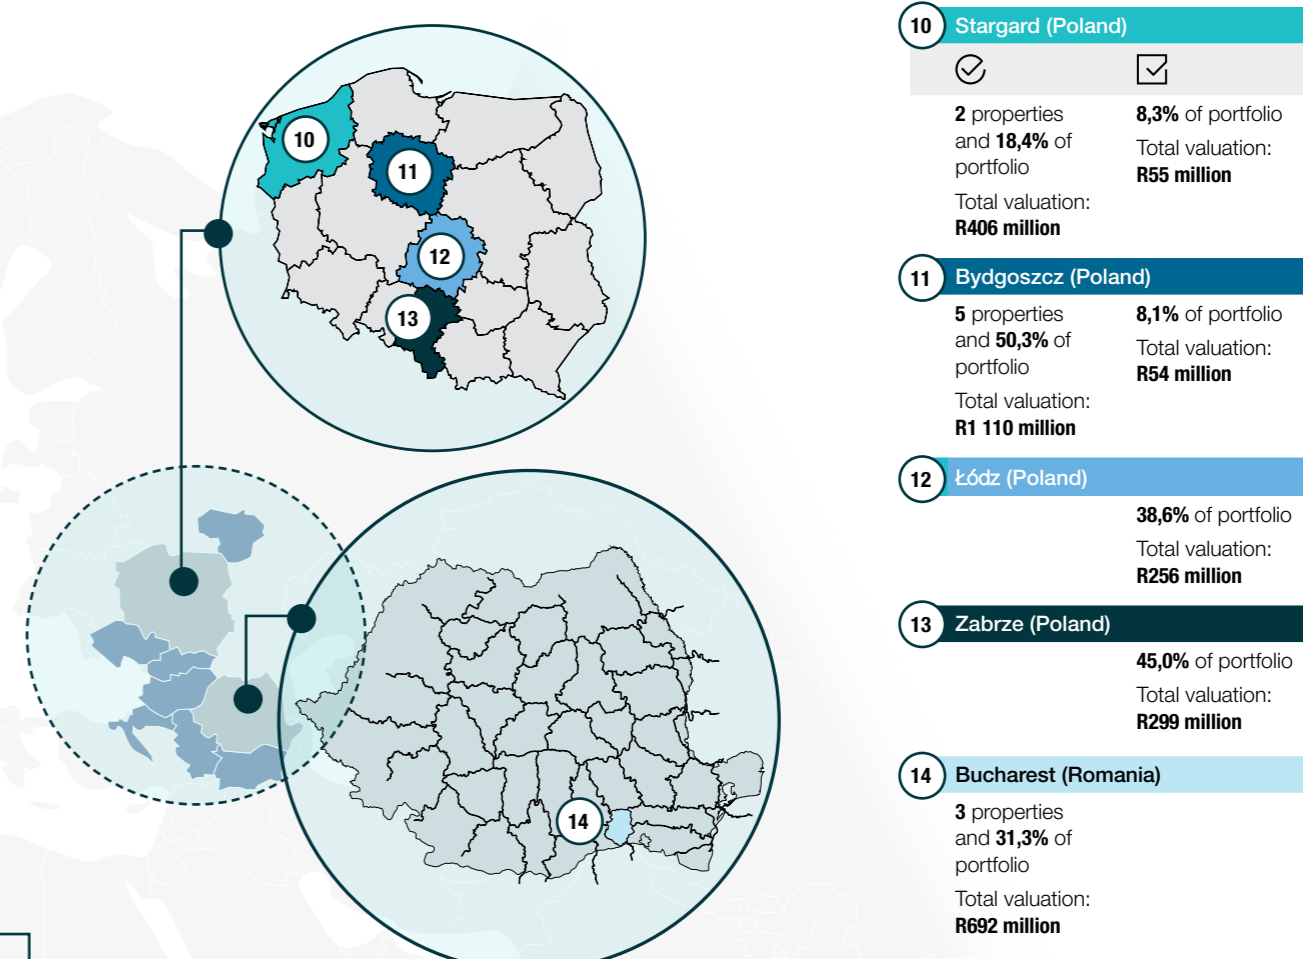 10
11
12
13
14
10 Stargard (Poland)
2 properties
and 18,4% of
portfolio
Total valuation:
R406 million
8,3% of portfolio
Total valuation:
R55 million
11 Bydgoszcz (Poland)
5 properties
and 50,3% of
portfolio
Total valuation:
R1 110 million
8,1% of portfolio
Total valuation:
R54 million
12 Łódz (Poland)
38,6% of portfolio
Total valuation:
R256 million
13 Zabrze (Poland)
45,0% of portfolio
Total valuation:
R299 million
14 Bucharest (Romania)
3 properties
and 31,3% of
portfolio
Total valuation:
R692 million